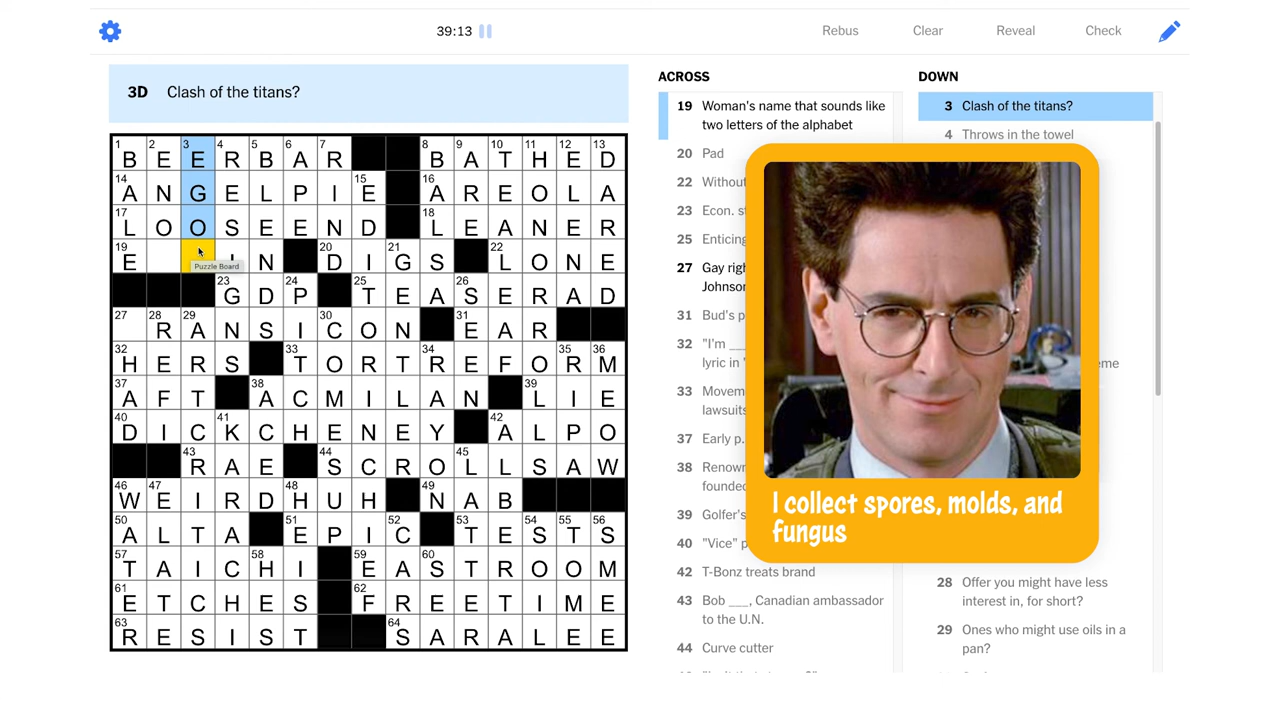 39:13
Rebus
Clear
Reveal
Check
3D Clash of the titans?
ACROSS
19 Woman's name that sounds like
two letters of the alphabet
20 Pad
22 Without
23 Econ. st
25 Enticing
27 Gay righ
Johnso
31 Bud's p
32 "I'm ___
lyric in "
33 Movem
lawsuits
37 Early p.
38 Renow
founded
39 Golfer's
40 "Vice" p
42 T-Bonz treats brand
43 Bob ___, Canadian ambassador
to the U.N.
44 Curve cutter
DOWN
3 Clash of the titans?
4 Throws in the towel
eme
28 Offer you might have less
interest in, for short?
29 Ones who might use oils in a
pan?
1 2 3 4 5 6 7 8 9 10 11 12 13
B E E R B A R B A T H E D
14 15 16
A N G E L P I E A R E O L A
17 18
L O O S E E N D L E A N E R
19 20 21 22
E I N D I G S L O N E
Puzzle Board
23 24 25 26
G D P T E A S E R A D
27 28 29 30 31
R A N S I C O N E A R
32 33 34 35 36
H E R S T O R T R E F O R M
37 38 39
A F T A C M I L A N L I E
40 41 42
D I C K C H E N E Y A L P O
43 44 45
R A E S C R O L L S A W
46 47 48 49
W E I R D H U H N A B
50 51 52 53 54 55 56
A L T A E P I C T E S T S
57 58 59 60
T A I C H I E A S T R O O M
61 62
E T C H E S F R E E T I M E
63 64
R E S I S T S A R A L E E
I collect spores, molds, and
fungus